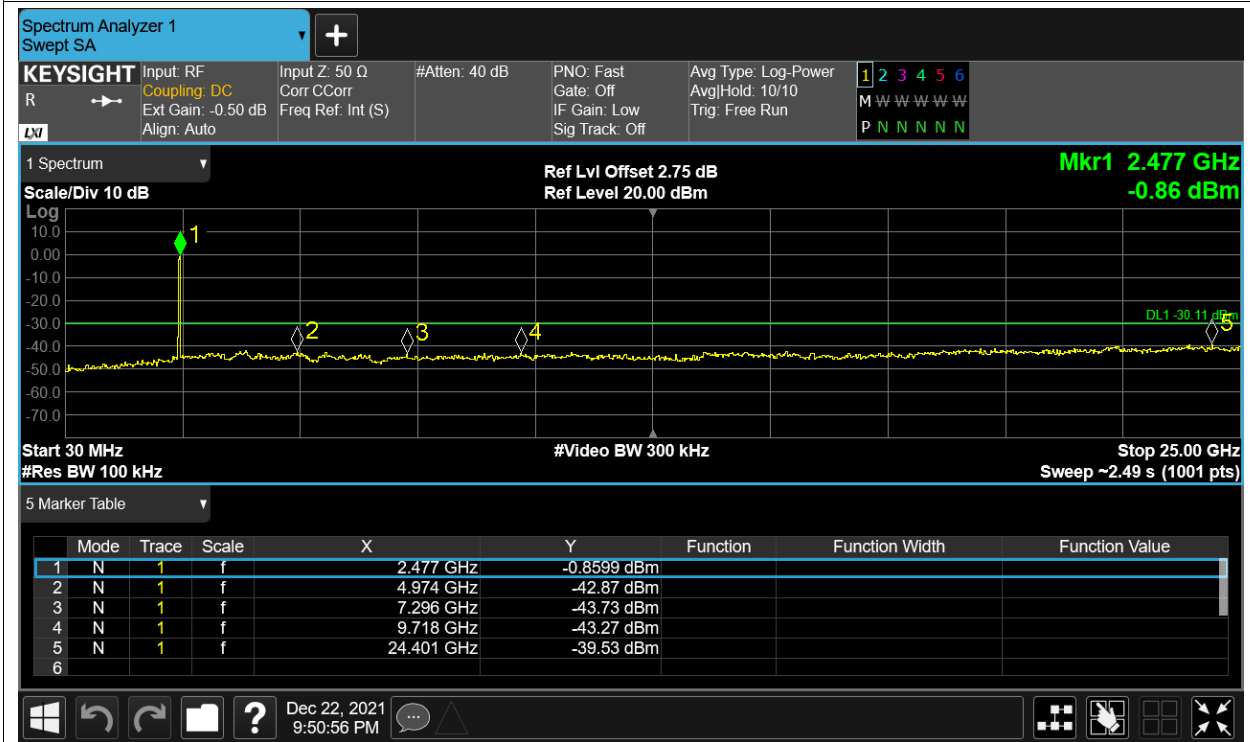 Spectrum Analyzer 1
Swept SA
+
KEYSIGHT
R
LXI
Input: RF
Coupling: DC
Ext Gain: -0.50 dB
Align: Auto
Input Z: 50 Ω
Corr CCorr
Freq Ref: Int (S)
#Atten: 40 dB
PNO: Fast
Gate: Off
IF Gain: Low
Sig Track: Off
Avg Type: Log-Power
Avg|Hold: 10/10
Trig: Free Run
1 2 3 4 5 6
M W W W W W
P N N N N N
1 Spectrum
Scale/Div 10 dB
Ref Lvl Offset 2.75 dB
Ref Level 20.00 dBm
Mkr1 2.477 GHz
-0.86 dBm
Log
10.0
0.00
-10.0
-20.0
-30.0
-40.0
-50.0
-60.0
-70.0
1
2
3
4
5
DL1 -30.11 dBm
Start 30 MHz
#Res BW 100 kHz
#Video BW 300 kHz
Stop 25.00 GHz
Sweep ~2.49 s (1001 pts)
5 Marker Table
Mode Trace Scale X Y Function Function Width Function Value
1 N 1 f 2.477 GHz -0.8599 dBm
2 N 1 f 4.974 GHz -42.87 dBm
3 N 1 f 7.296 GHz -43.73 dBm
4 N 1 f 9.718 GHz -43.27 dBm
5 N 1 f 24.401 GHz -39.53 dBm
6
?
Dec 22, 2021
9:50:56 PM